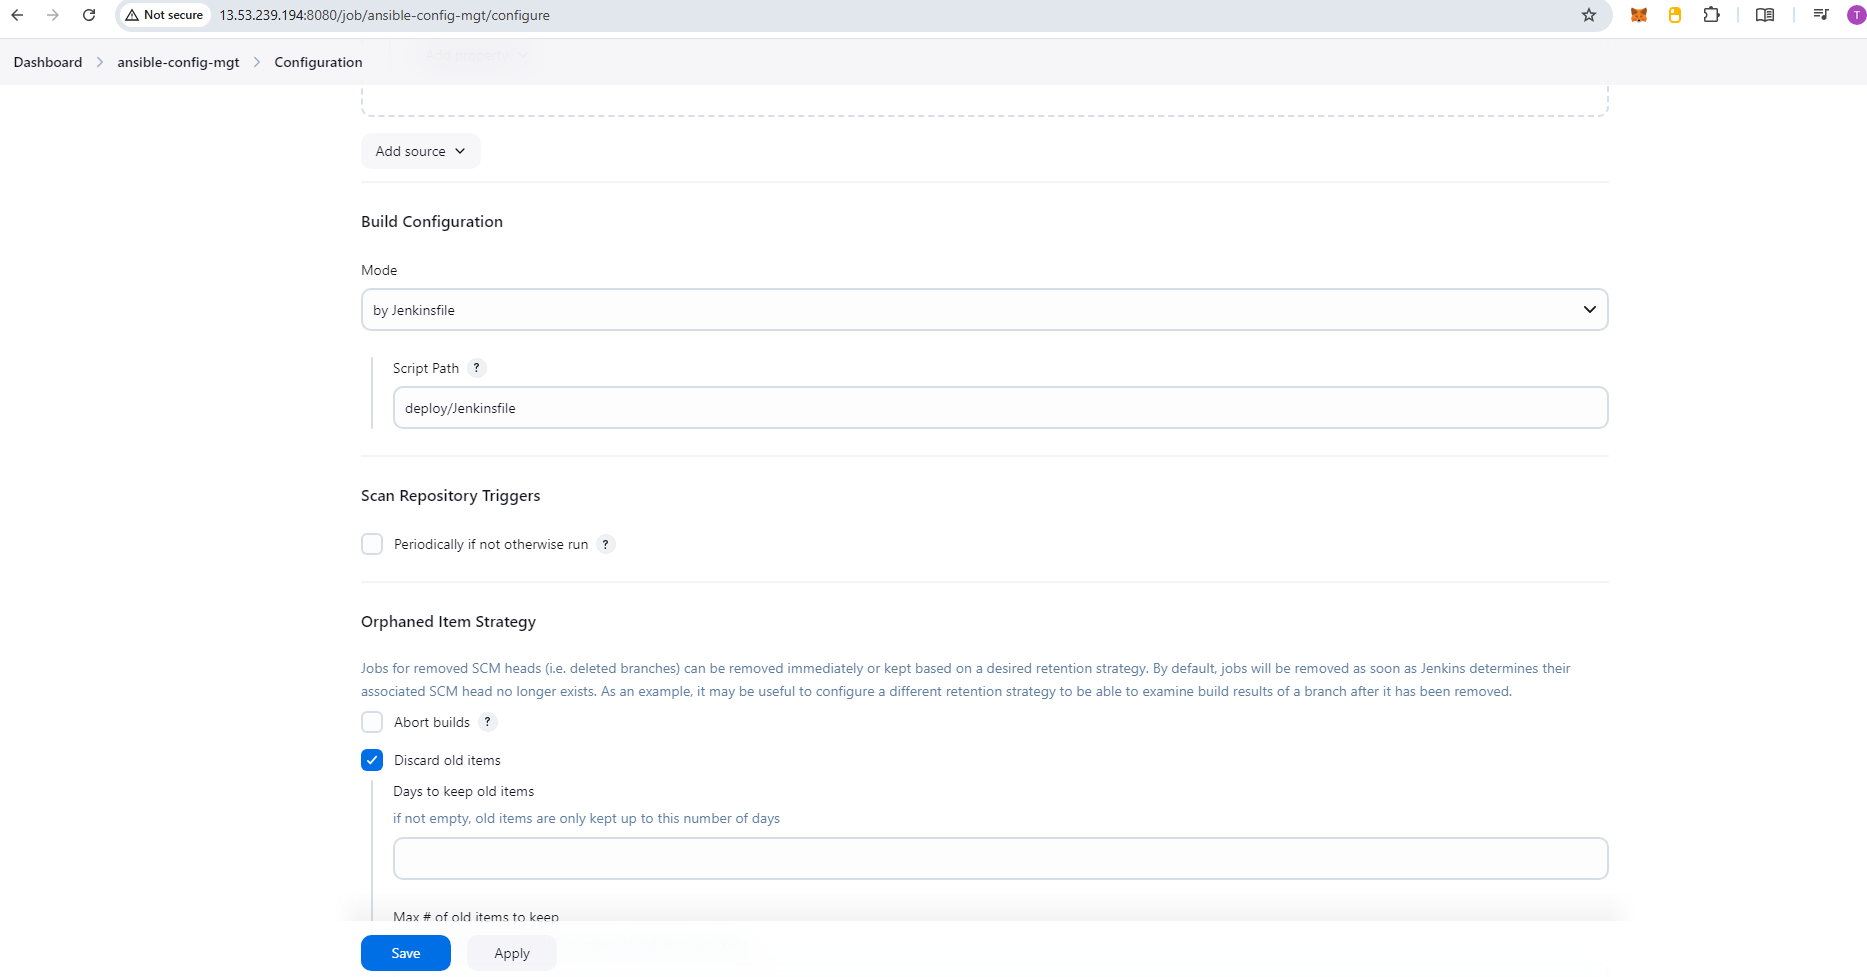 Not secure 13.53.239.194:8080/job/ansible-config-mgt/configure
T
Dashboard ansible-config-mgt Configuration
Add source
Build Configuration
Mode
by Jenkinsfile
Script Path ?
deploy/Jenkinsfile
Scan Repository Triggers
Periodically if not otherwise run ?
Orphaned Item Strategy
Jobs for removed SCM heads (i.e. deleted branches) can be removed immediately or kept based on a desired retention strategy. By default, jobs will be removed as soon as Jenkins determines their
associated SCM head no longer exists. As an example, it may be useful to configure a different retention strategy to be able to examine build results of a branch after it has been removed.
Abort builds ?
Discard old items
Days to keep old items
if not empty, old items are only kept up to this number of days
Max # of old items to keep
Save Apply